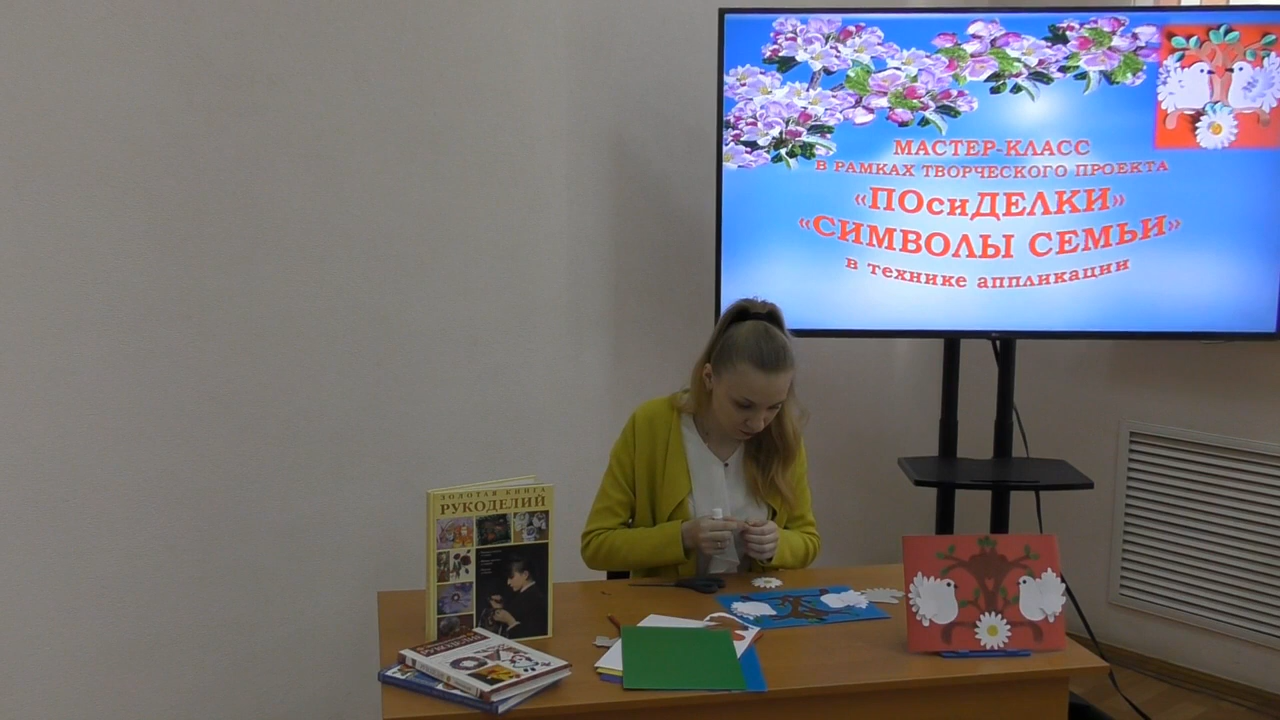 МАСТЕР-КЛАСС
В РАМКАХ ТВОРЧЕСКОГО ПРОЕКТА
«ПОсиДЕЛКИ»
«СИМВОЛЫ СЕМЬИ»
в технике аппликации
ЗОЛОТАЯ КНИГА
РУКОДЕЛИЙ